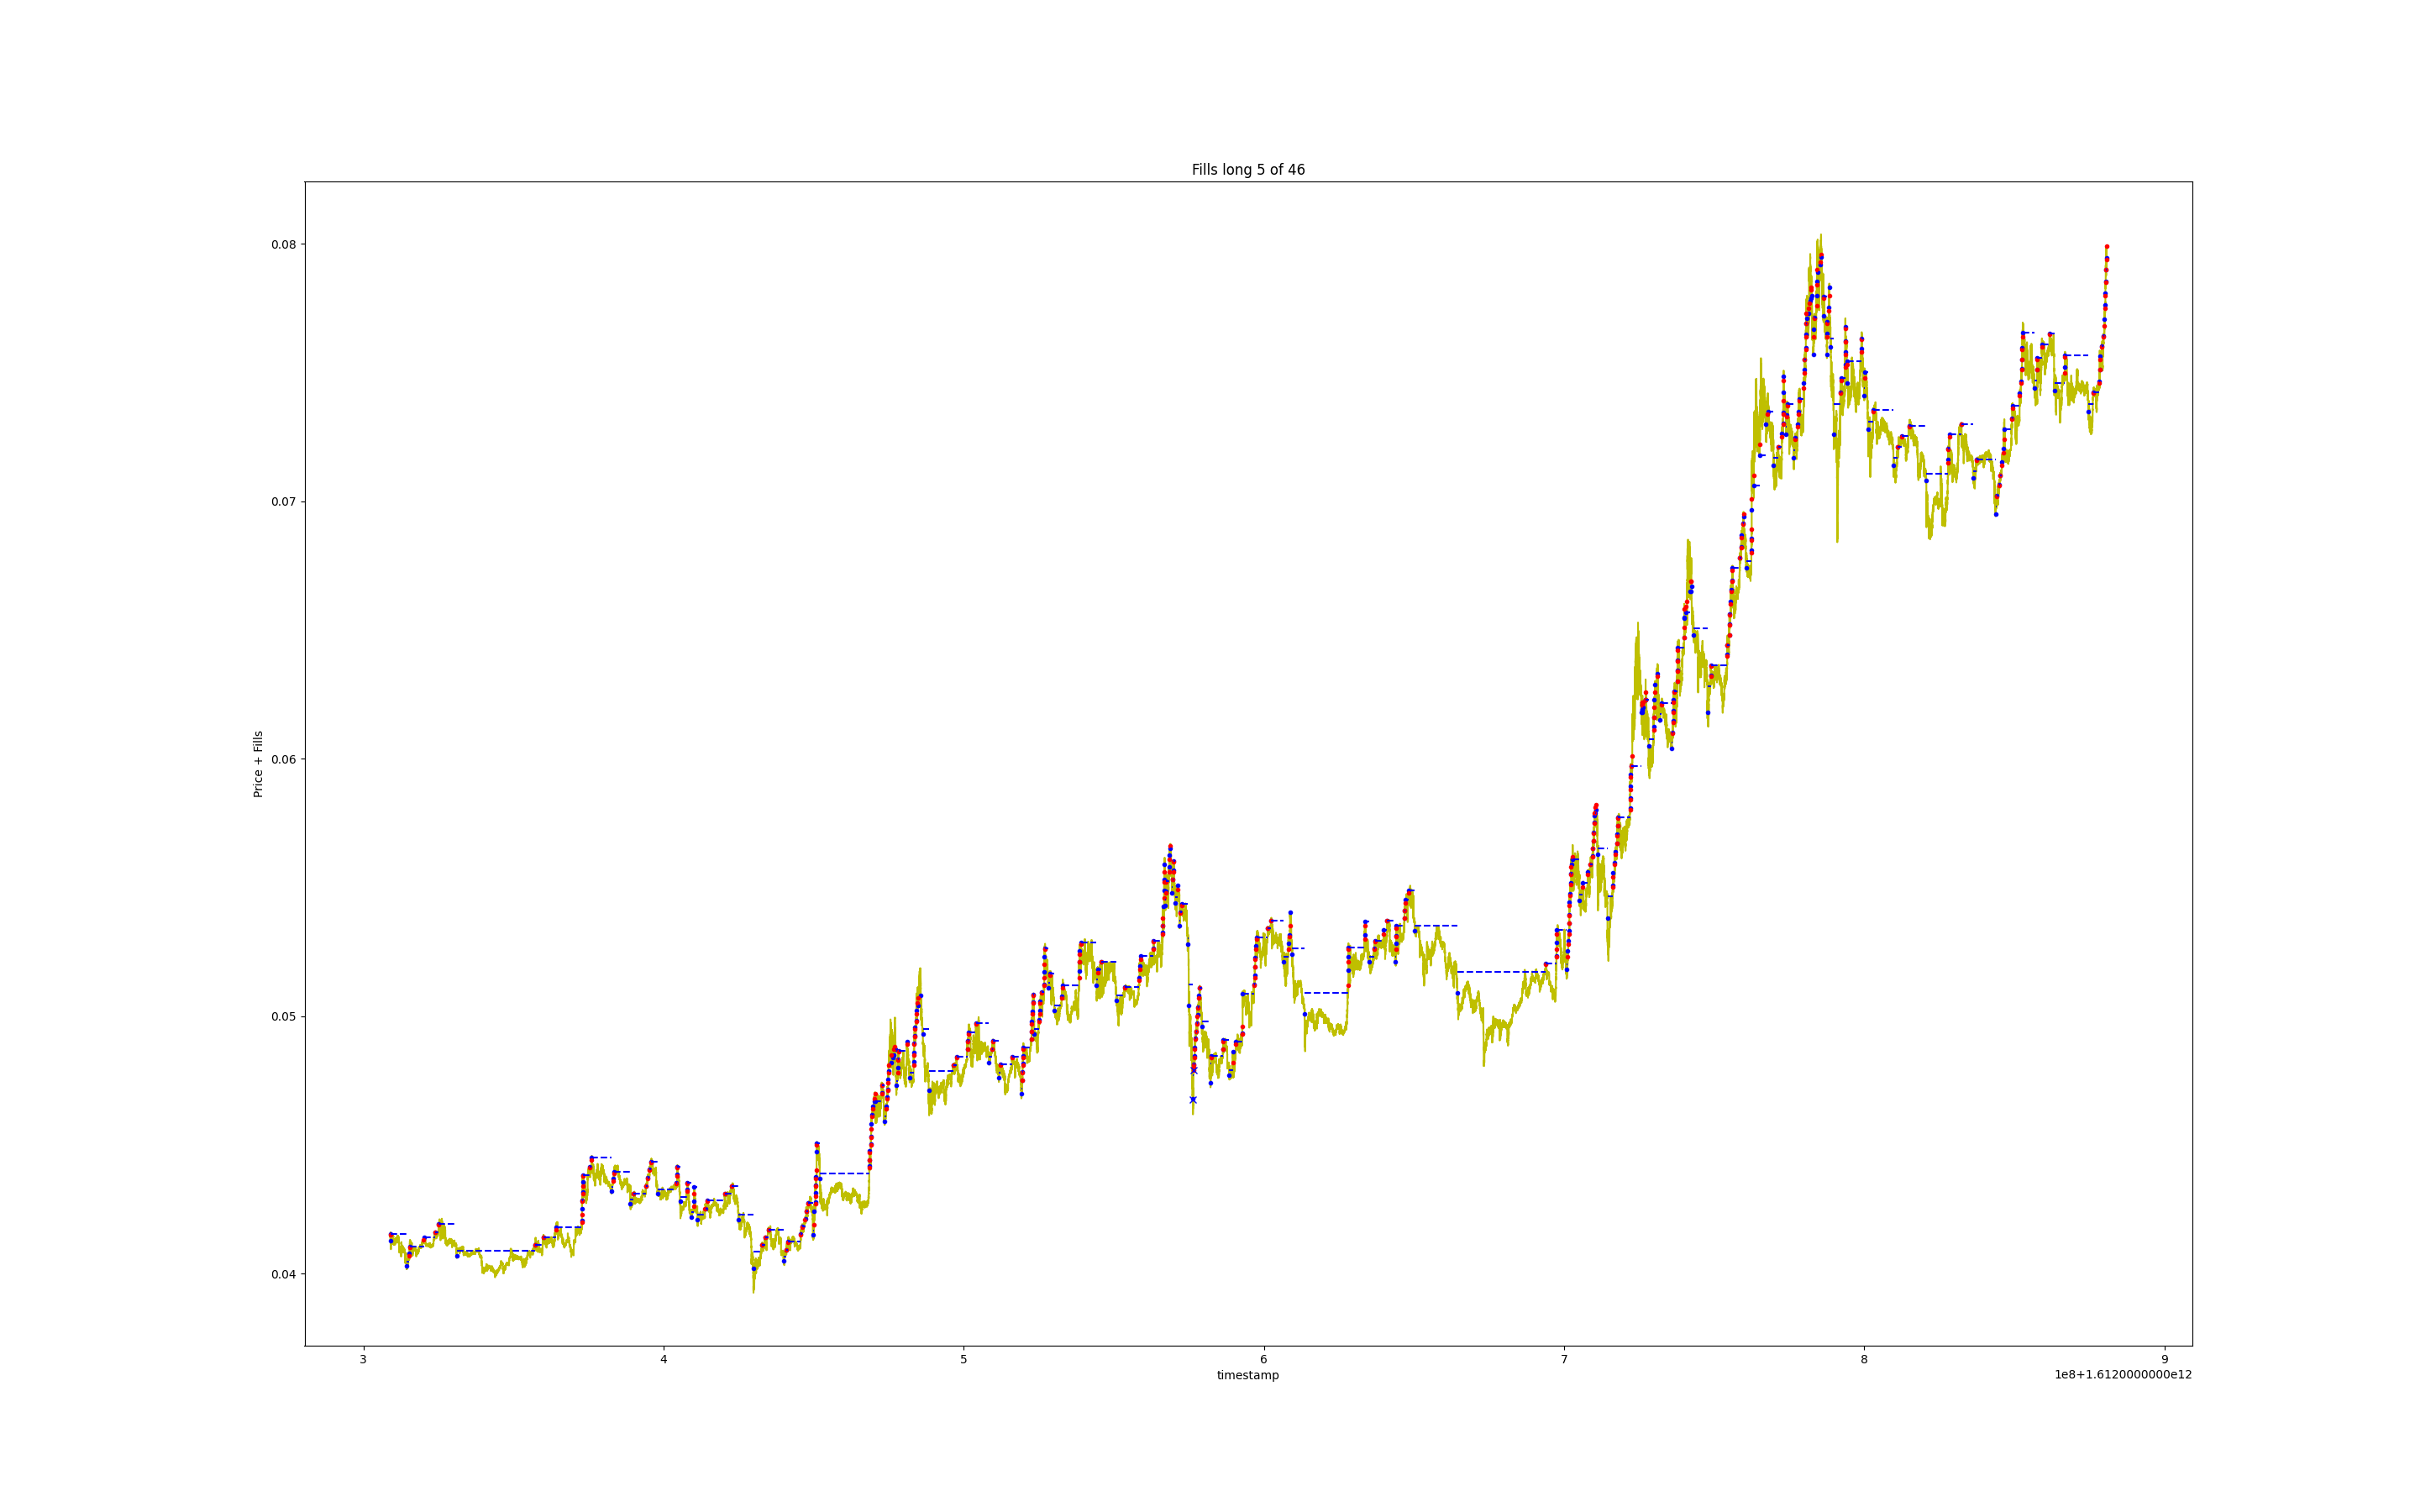 Fills long 5 of 46
Price + Fills
0.08
0.07
0.06
0.05
0.04
3 4 5 6 7 8 9
timestamp
1e8+1.6120000000e12